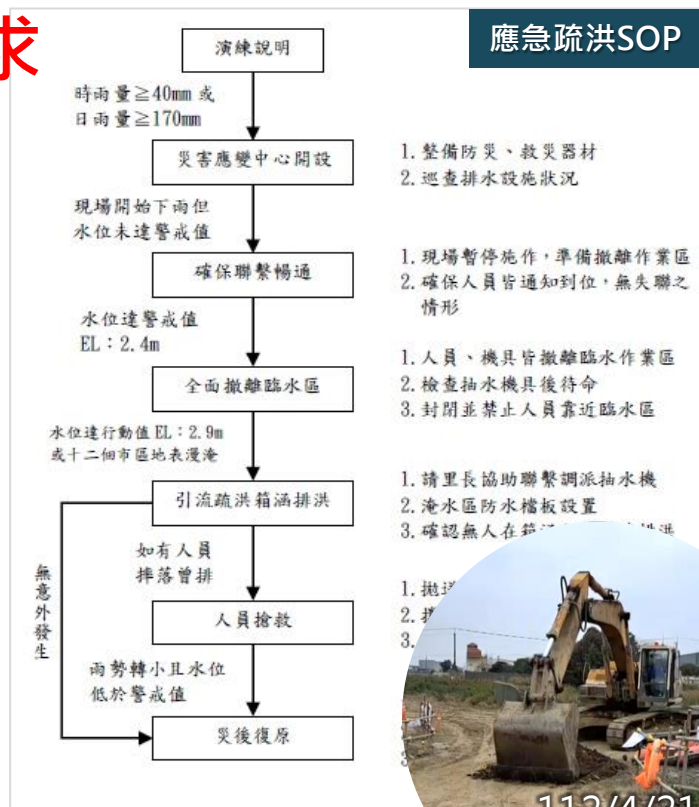 求
應急疏洪SOP
演練說明
時雨量≧40mm 或
日雨量≧170mm
災害應變中心開設
1. 整備防災、救災器材
2. 巡查排水設施狀況
現場開始下雨但
水位未達警戒值
確保聯繫暢通
1. 現場暫停施作，準備撤離作業區
2. 確保人員皆通知到位，無失聯之
情形
水位達警戒值
EL：2.4m
全面撤離臨水區
1. 人員、機具皆撤離臨水作業區
2. 檢查抽水機具後待命
3. 封閉並禁止人員靠近臨水區
水位達行動值 EL：2.9m
或十二佃市區地表漫淹
引流疏洪箱涵排洪
1. 請里長協助聯繫調派抽水機
2. 淹水區防水檔板設置
3. 確認無人在箱
如有人員
摔落曾排
無意外發生
人員搶救
1. 拋
2.
3.
雨勢轉小且水位
低於警戒值
災後復原